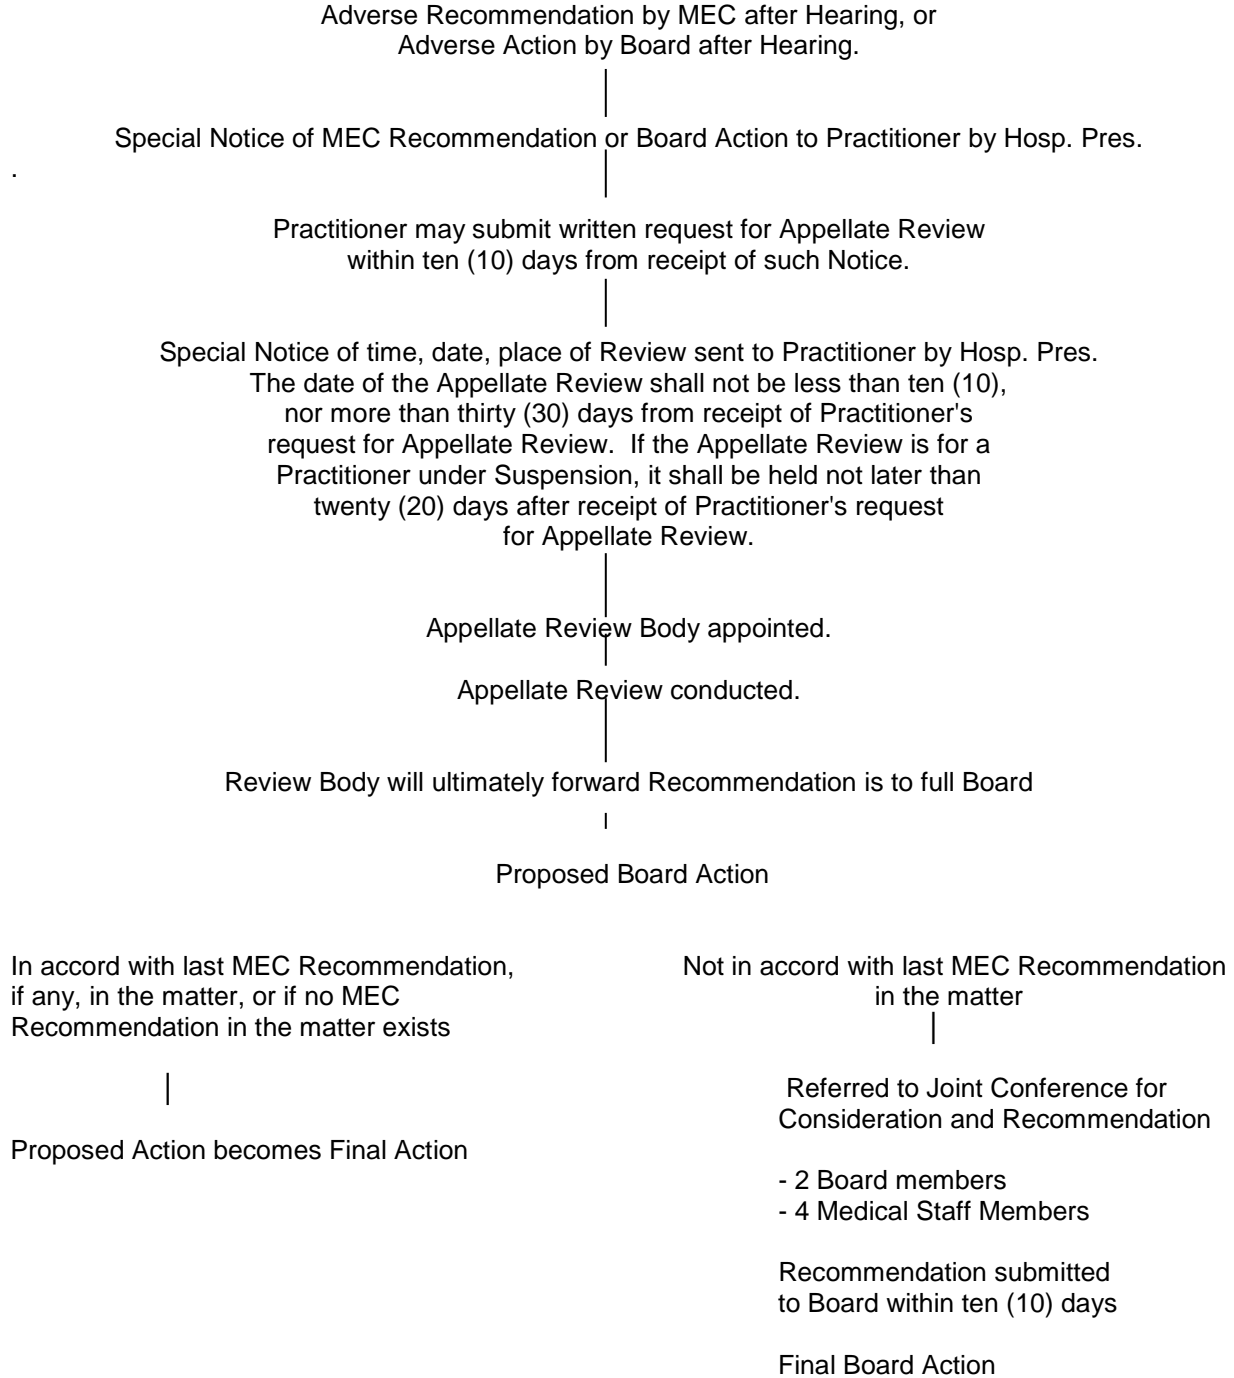 Adverse Recommendation by MEC after Hearing, or
Adverse Action by Board after Hearing.
Special Notice of MEC Recommendation or Board Action to Practitioner by Hosp. Pres.
.
Practitioner may submit written request for Appellate Review
within ten (10) days from receipt of such Notice.
Special Notice of time, date, place of Review sent to Practitioner by Hosp. Pres.
The date of the Appellate Review shall not be less than ten (10),
nor more than thirty (30) days from receipt of Practitioner's
request for Appellate Review.  If the Appellate Review is for a
Practitioner under Suspension, it shall be held not later than
twenty (20) days after receipt of Practitioner's request
for Appellate Review.
Appellate Review Body appointed.
Appellate Review conducted.
Review Body will ultimately forward Recommendation is to full Board
Proposed Board Action
In accord with last MEC Recommendation,
if any, in the matter, or if no MEC
Recommendation in the matter exists
Proposed Action becomes Final Action
Not in accord with last MEC Recommendation
in the matter
Referred to Joint Conference for
Consideration and Recommendation
- 2 Board members
- 4 Medical Staff Members
Recommendation submitted
to Board within ten (10) days
Final Board Action